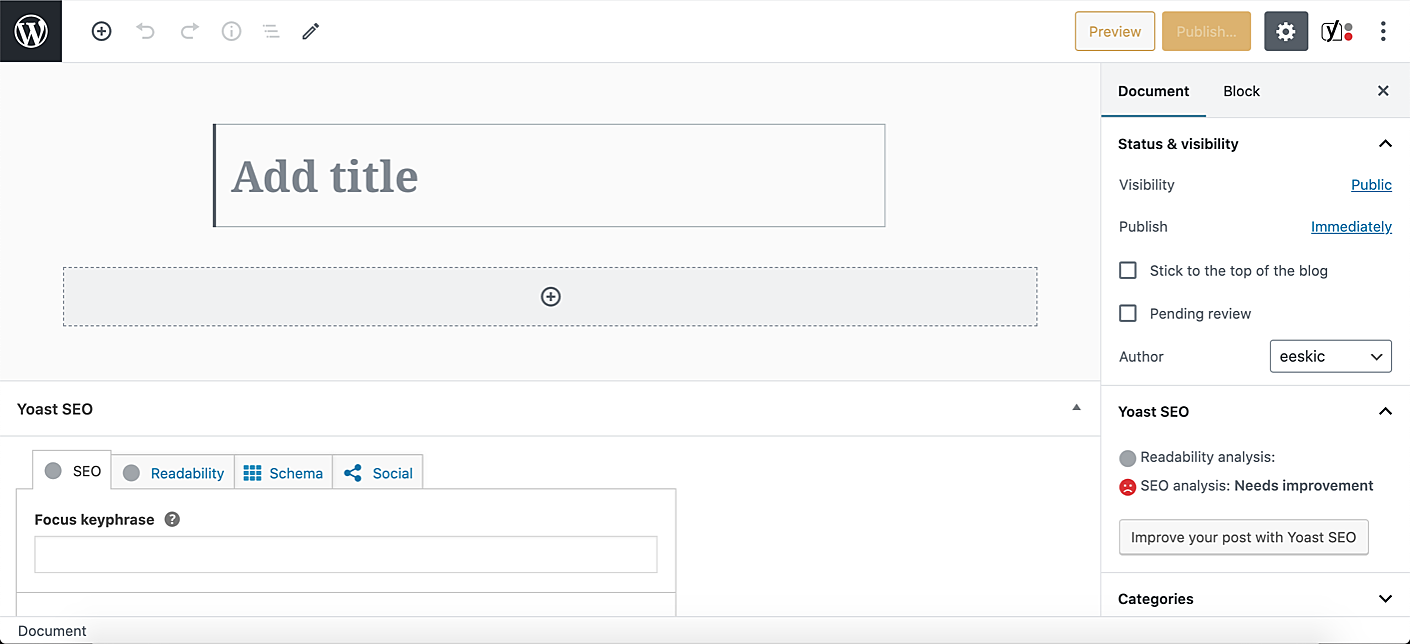 Preview
Publish...
Document
Block
Add title
Status & visibility
Visibility
Public
Publish
Immediately
Stick to the top of the blog
Pending review
Author
eeskic
Yoast SEO
SEO
Readability
Schema
Social
Focus keyphrase
Yoast SEO
Readability analysis:
SEO analysis: Needs improvement
Improve your post with Yoast SEO
Categories
Document